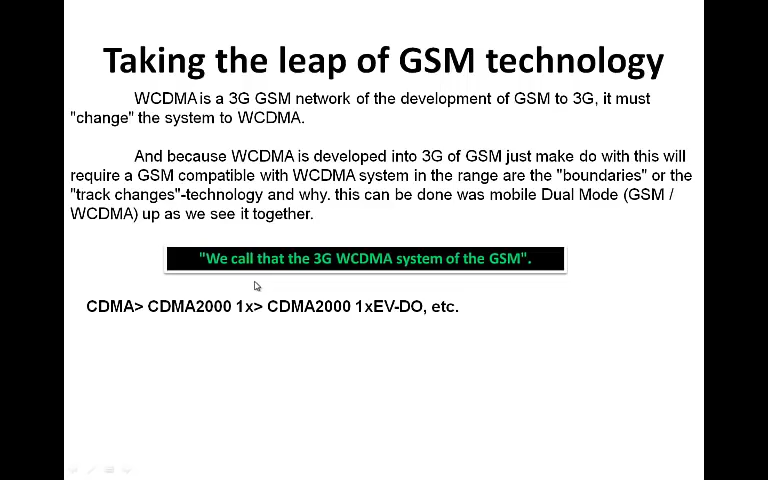 Taking the leap of GSM technology
WCDMA is a 3G GSM network of the development of GSM to 3G, it must
"change" the system to WCDMA.
And because WCDMA is developed into 3G of GSM just make do with this will
require a GSM compatible with WCDMA system in the range are the "boundaries" or the
"track changes"-technology and why. this can be done was mobile Dual Mode (GSM /
WCDMA) up as we see it together.
"We call that the 3G WCDMA system of the GSM".
CDMA> CDMA2000 1x> CDMA2000 1xEV-DO, etc.